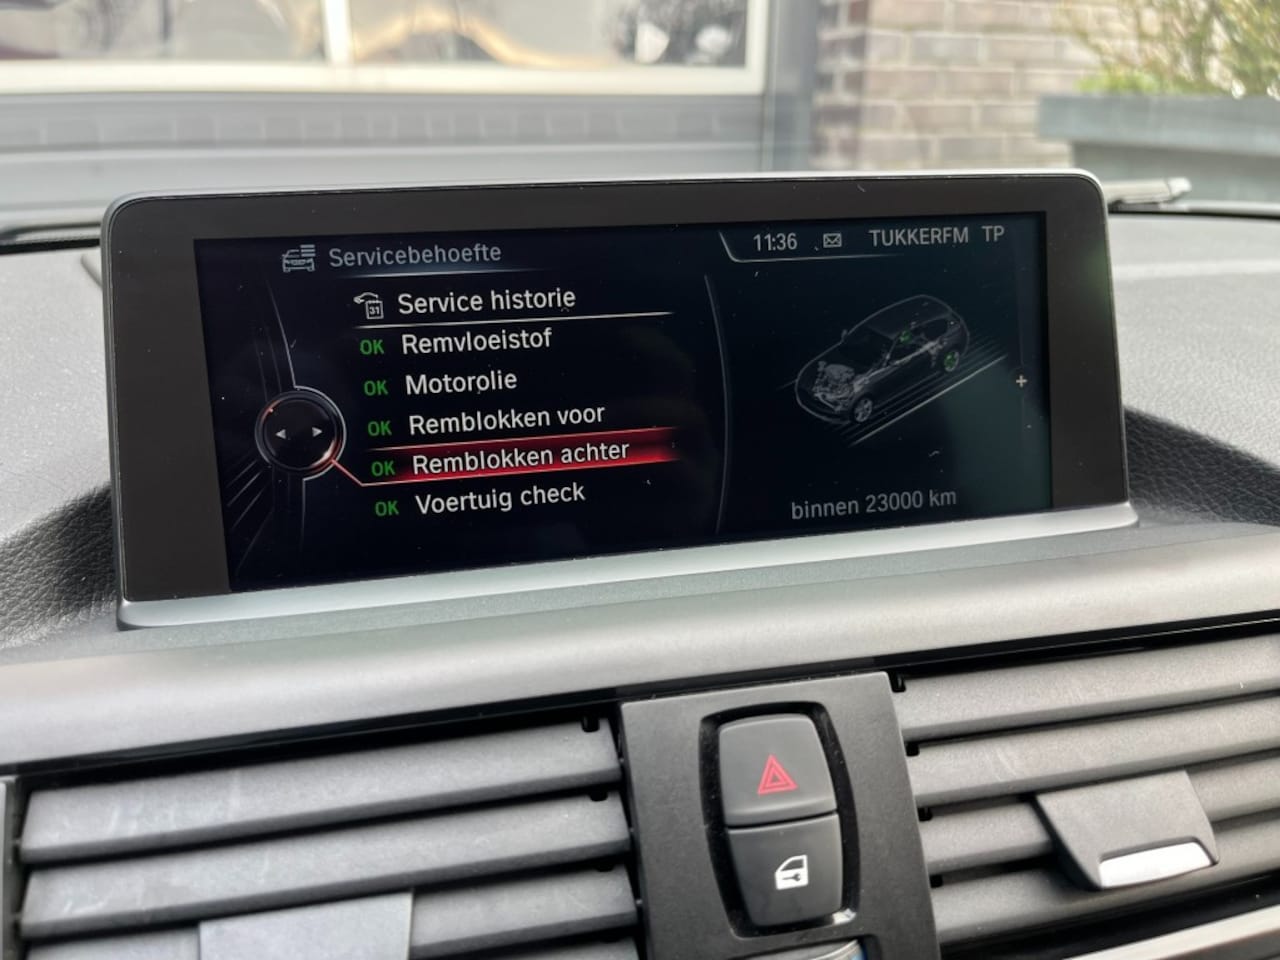 Servicebehoefte
11:36 TUKKERFM TP
31 Service historie
OK Remvloeistof
OK Motorolie
OK Remblokken voor
OK Remblokken achter
OK Voertuig check
binnen 23000 km